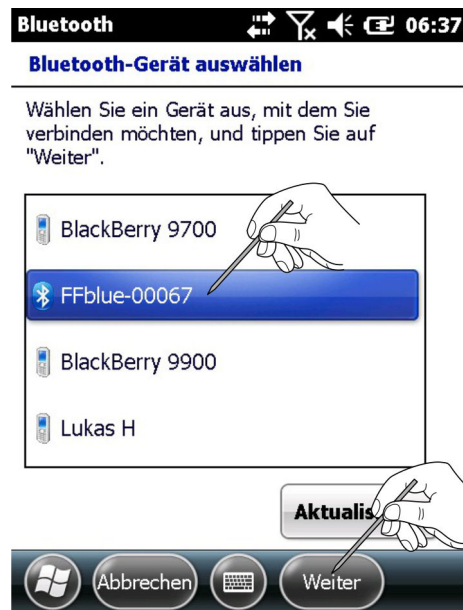 Bluetooth 06:37
Bluetooth-Gerät auswählen
Wählen Sie ein Gerät aus, mit dem Sie
verbinden möchten, und tippen Sie auf
"Weiter".
BlackBerry 9700
FFblue-00067
BlackBerry 9900
Lukas H
Abbrechen Weiter